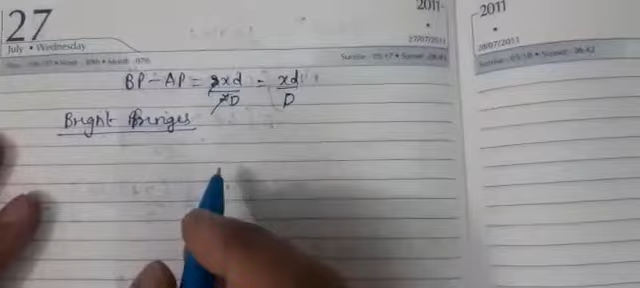 2011
2011
27
July • Wednesday
27/07/2011
28/07/2011
BP - AP = 2xd/2D = xd/D
Bright fringes